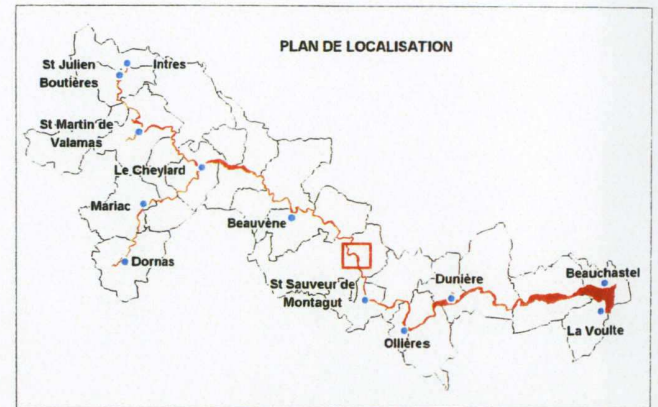 PLAN DE LOCALISATION
St Julien
Boutières
Intres
St Martin de
Valamas
Le Cheylard
Mariac
Beauvène
Dornas
St Sauveur de
Montagut
Dunière
Beauchastel
La Voulte
Ollières